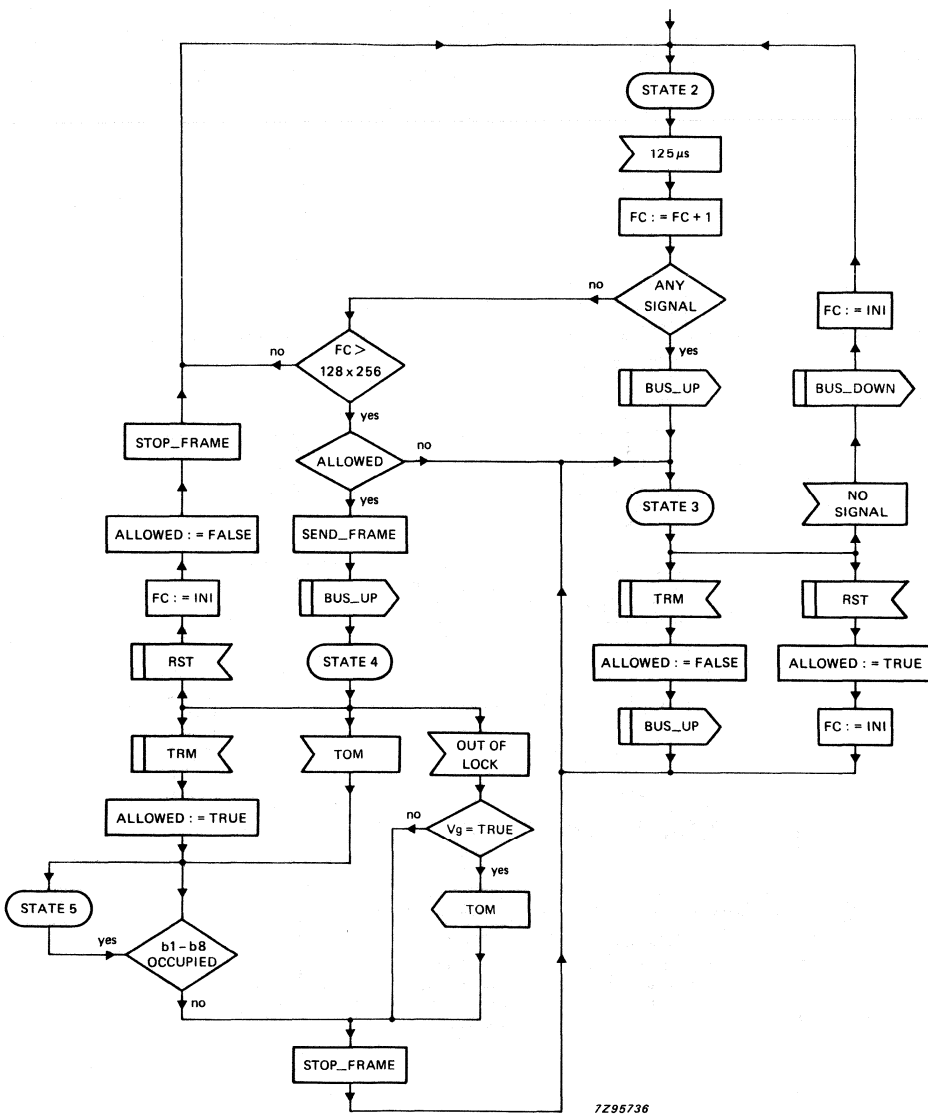 STATE 2
125 µs
FC : = FC + 1
ANY
SIGNAL
no
yes
FC >
128 x 256
no
yes
BUS_UP
FC : = INI
BUS_DOWN
STOP_FRAME
ALLOWED
no
yes
STATE 3
NO
SIGNAL
ALLOWED : = FALSE
SEND_FRAME
FC : = INI
BUS_UP
TRM
RST
RST
STATE 4
ALLOWED : = FALSE
ALLOWED : = TRUE
BUS_UP
FC : = INI
TRM
TOM
OUT OF
LOCK
ALLOWED : = TRUE
no
Vg = TRUE
yes
STATE 5
TOM
yes
b1 – b8
OCCUPIED
no
STOP_FRAME
7Z95736